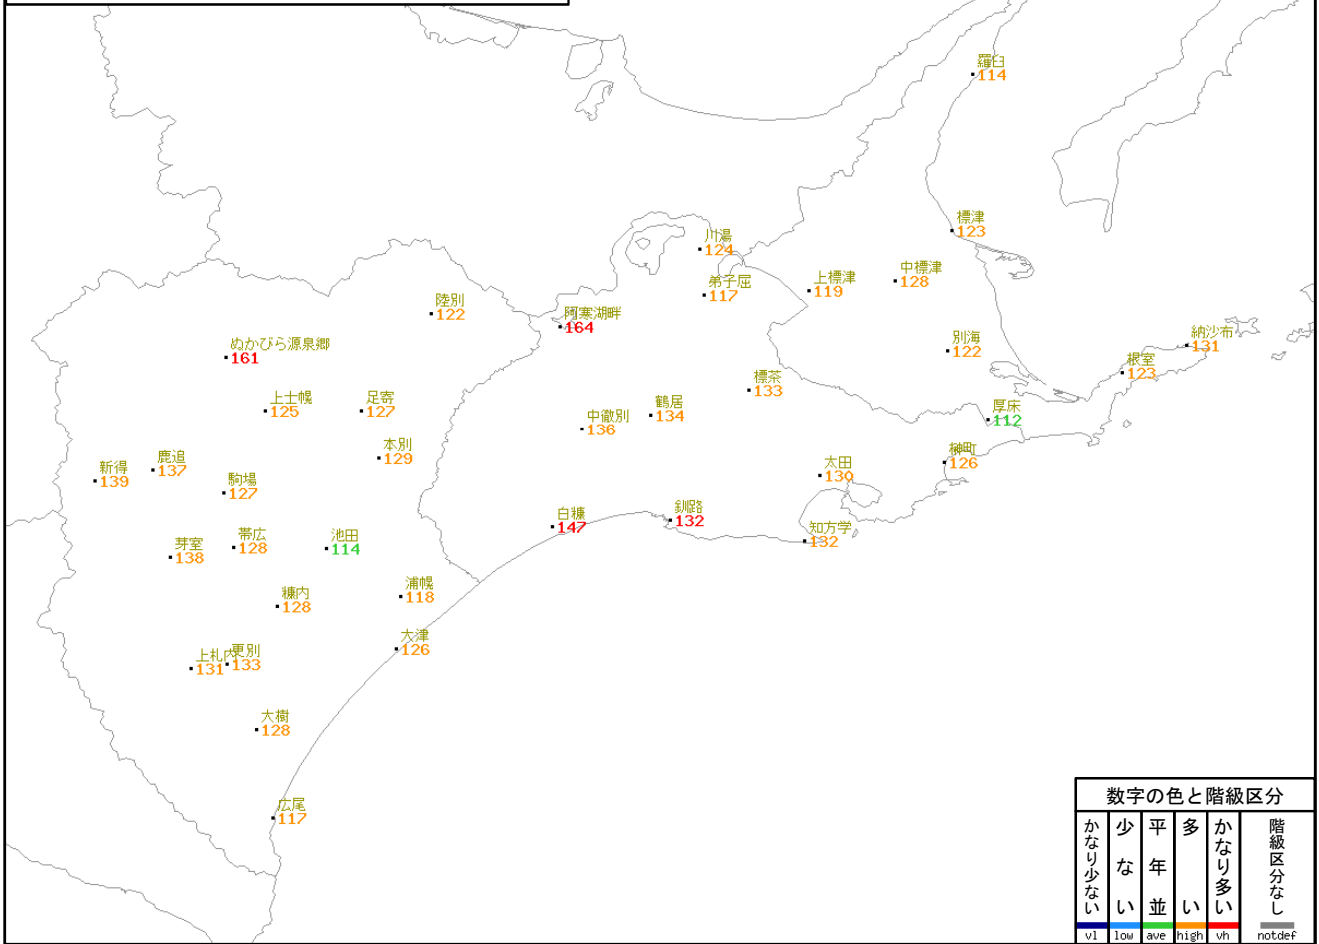 羅臼
114
標津
123
川湯
124
中標津
128
上標津
119
弟子屈
117
陸別
122
阿寒湖畔
164
納沙布
131
ぬかびら源泉郷
161
別海
122
根室
123
標茶
133
上士幌
125
足寄
127
鶴居
134
厚床
112
中徹別
136
本別
129
榊町
126
鹿追
137
新得
139
太田
130
駒場
127
白糠
147
釧路
132
知方学
132
帯広
128
池田
114
芽室
138
糠内
128
浦幌
118
大津
126
上札内
131
更別
133
大樹
128
広尾
117
数字の色と階級区分
かなり少ない
少ない
平年並
多い
かなり多い
階級区分なし
vl low ave high vh notdef